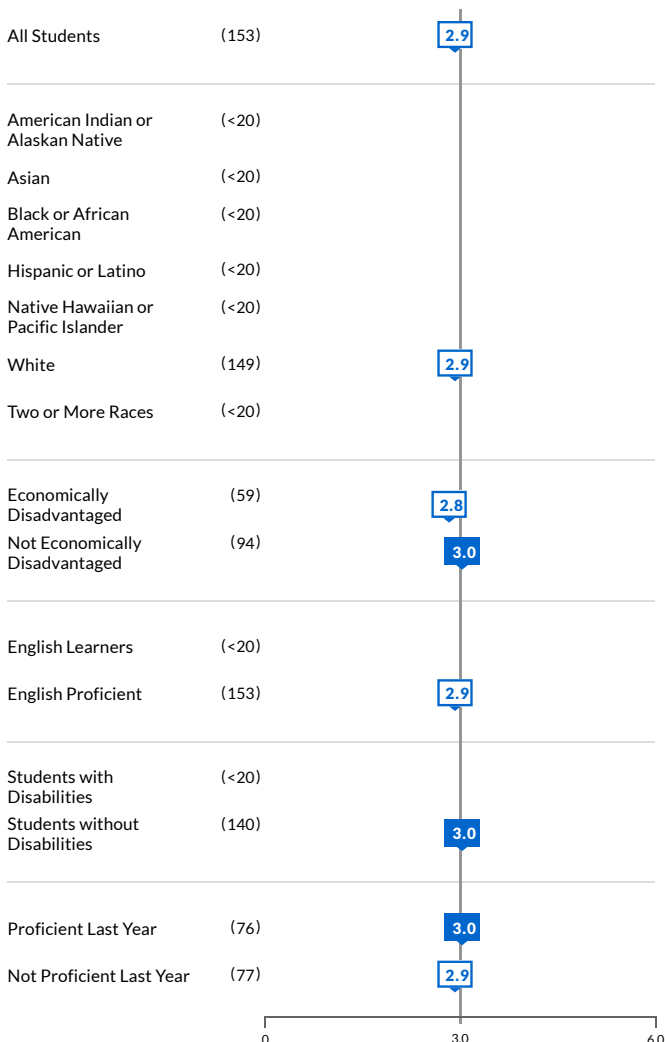 All Students (153) 2.9
American Indian or (<20)
Alaskan Native
Asian (<20)
Black or African (<20)
American
Hispanic or Latino (<20)
Native Hawaiian or (<20)
Pacific Islander
White (149) 2.9
Two or More Races (<20)
Economically (59) 2.8
Disadvantaged
Not Economically (94) 3.0
Disadvantaged
English Learners (<20)
English Proficient (153) 2.9
Students with (<20)
Disabilities
Students without (140) 3.0
Disabilities
Proficient Last Year (76) 3.0
Not Proficient Last Year (77) 2.9
0 3.0 6.0